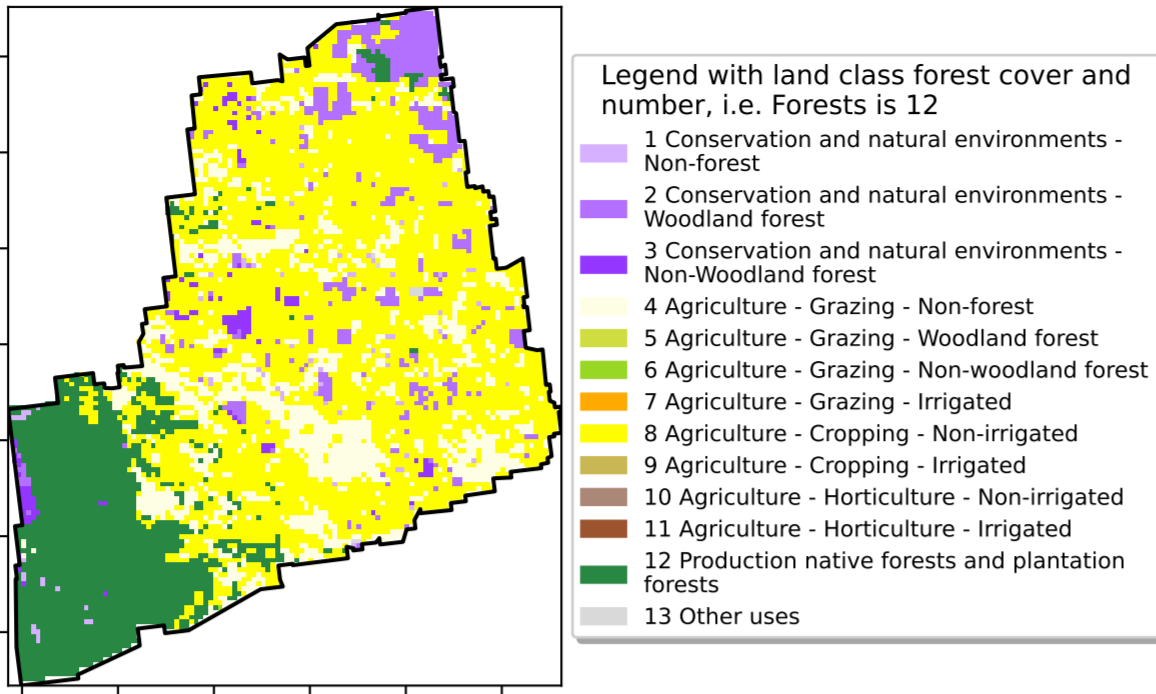 Legend with land class forest cover and
number, i.e. Forests is 12
1 Conservation and natural environments -
Non-forest
2 Conservation and natural environments -
Woodland forest
3 Conservation and natural environments -
Non-Woodland forest
4 Agriculture - Grazing - Non-forest
5 Agriculture - Grazing - Woodland forest
6 Agriculture - Grazing - Non-woodland forest
7 Agriculture - Grazing - Irrigated
8 Agriculture - Cropping - Non-irrigated
9 Agriculture - Cropping - Irrigated
10 Agriculture - Horticulture - Non-irrigated
11 Agriculture - Horticulture - Irrigated
12 Production native forests and plantation
forests
13 Other uses